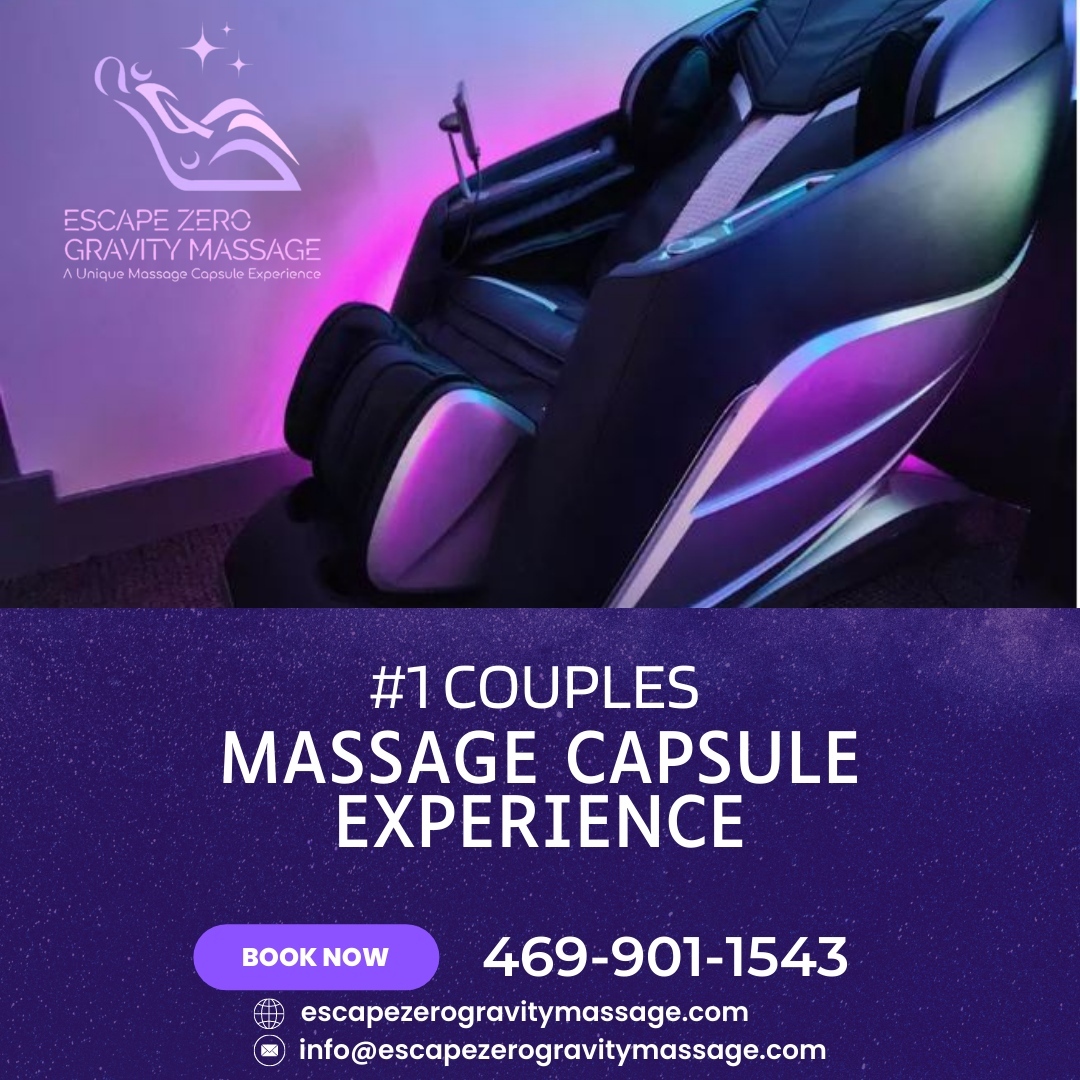 ESCAPE ZERO
GRAVITY MASSAGE
A Unique Massage Capsule Experience
#1 COUPLES
MASSAGE CAPSULE
EXPERIENCE
BOOK NOW
469-901-1543
escapezerogravitymassage.com
info@escapezerogravitymassage.com